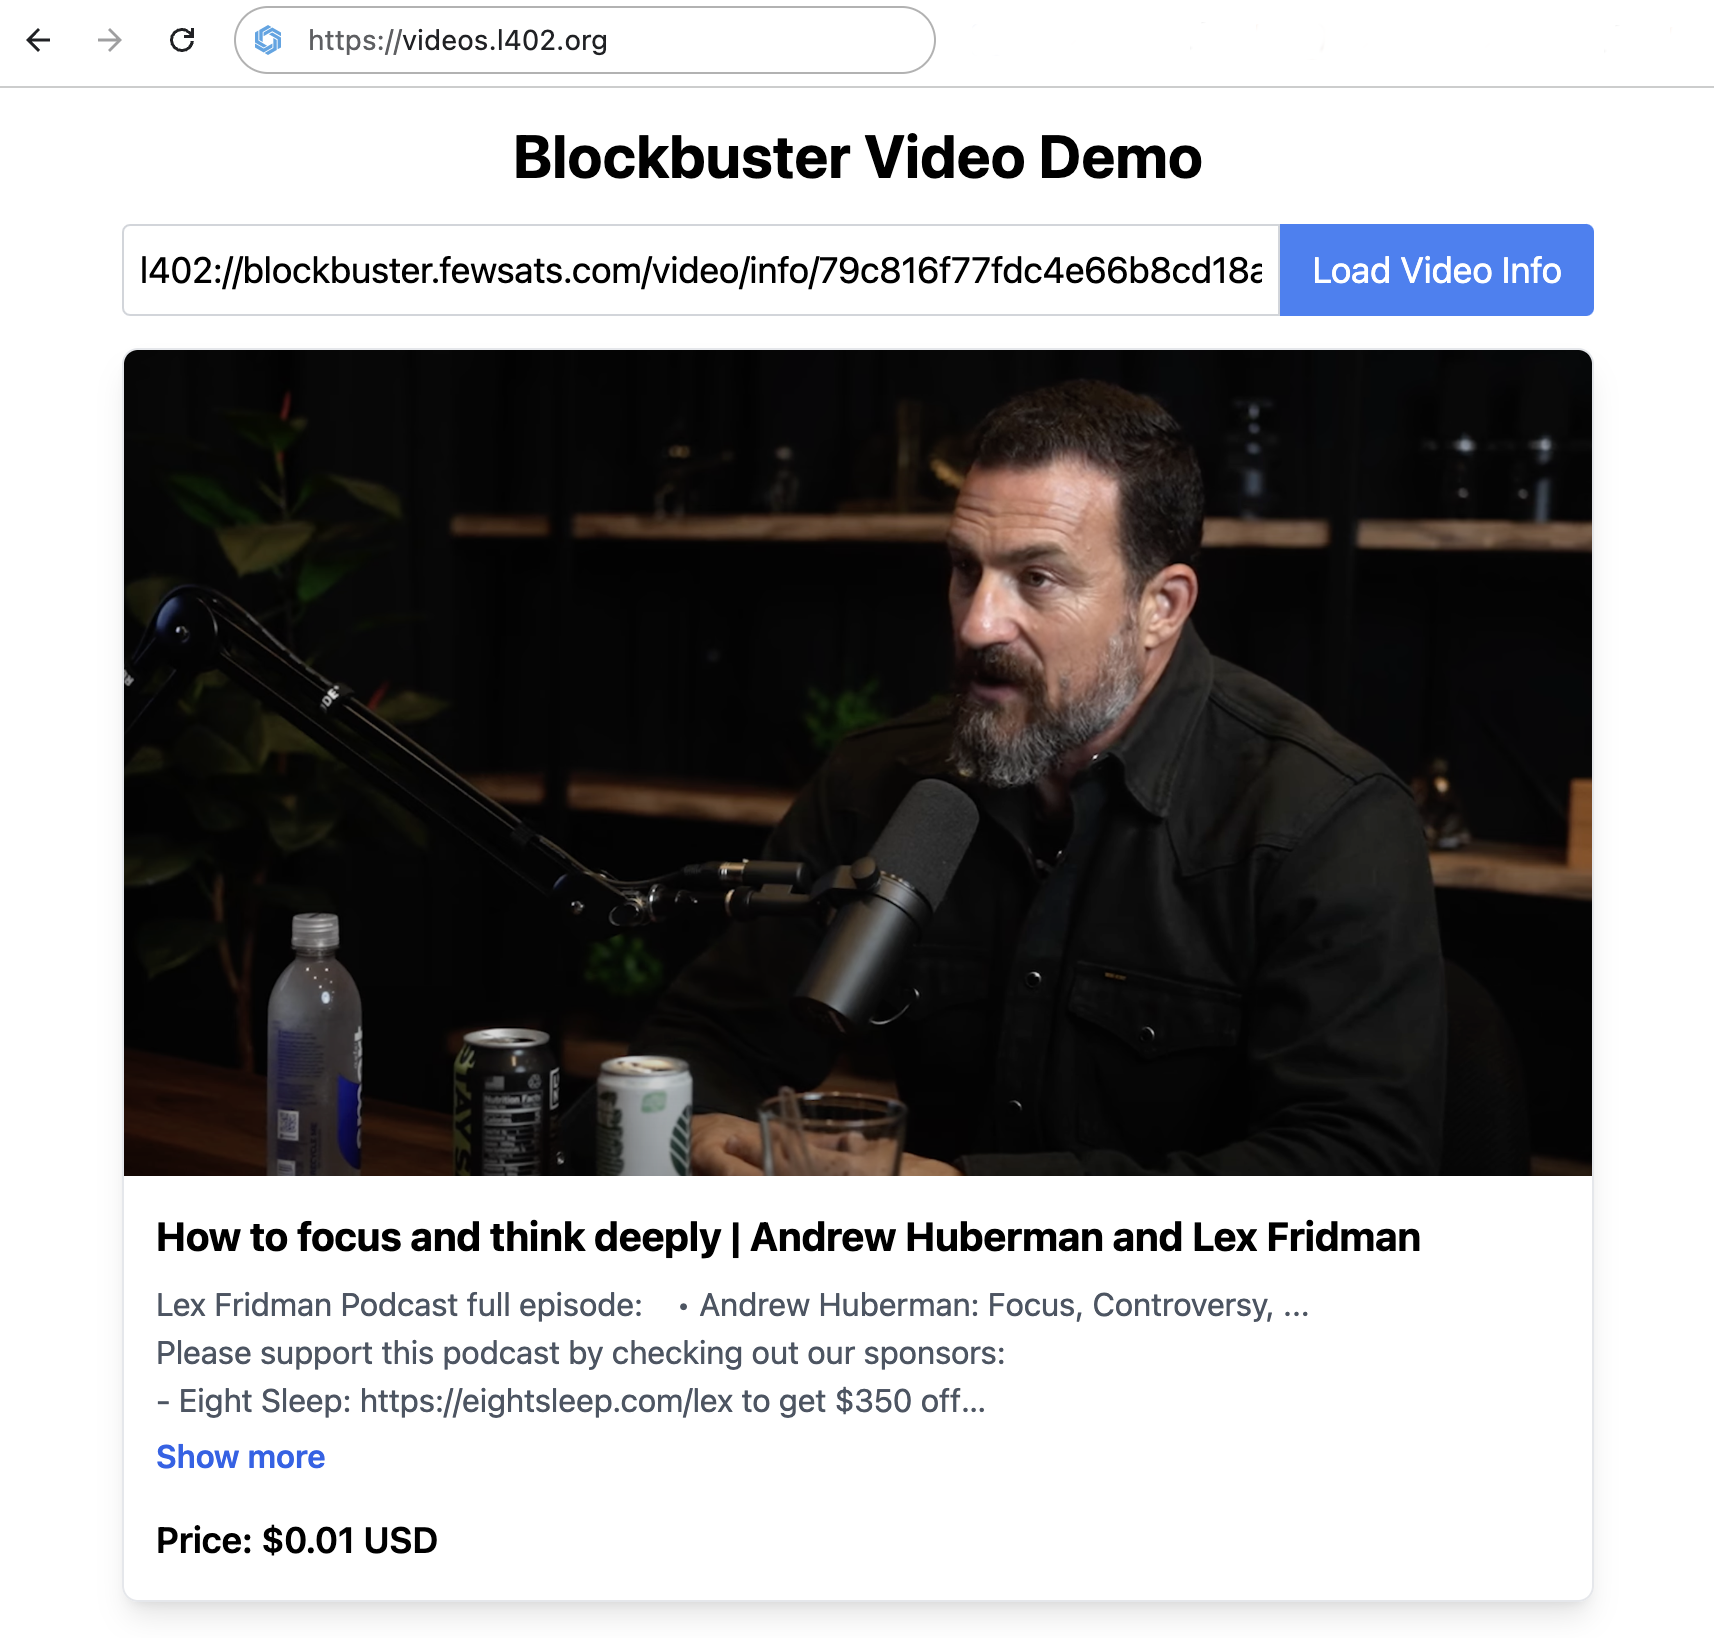 https://videos.l402.org
Blockbuster Video Demo
l402://blockbuster.fewsats.com/video/info/79c816f77fdc4e66b8cd18a
Load Video Info
Nutrition Facts
How to focus and think deeply | Andrew Huberman and Lex Fridman
Lex Fridman Podcast full episode:    • Andrew Huberman: Focus, Controversy, ...
Please support this podcast by checking out our sponsors:
- Eight Sleep: https://eightsleep.com/lex to get $350 off...
Show more
Price: $0.01 USD